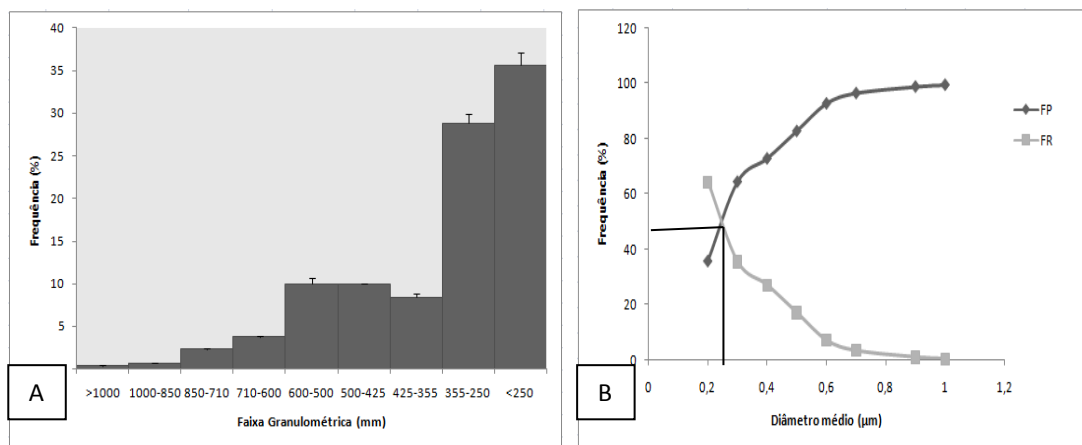 40
35
30
25
20
15
10
5
Frequência (%)
>1000 1000-850 850-710 710-600 600-500 500-425 425-355 355-250 <250
Faixa Granulométrica (mm)
A
120
100
80
60
40
20
0
Frequência (%)
0 0,2 0,4 0,6 0,8 1 1,2
Diâmetro médio (µm)
FP
FR
B